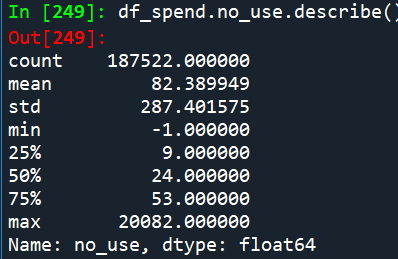 In [249]: df_spend.no_use.describe()
Out[249]:
count    187522.000000
mean         82.389949
std         287.401575
min          -1.000000
25%           9.000000
50%          24.000000
75%          53.000000
max       20082.000000
Name: no_use, dtype: float64